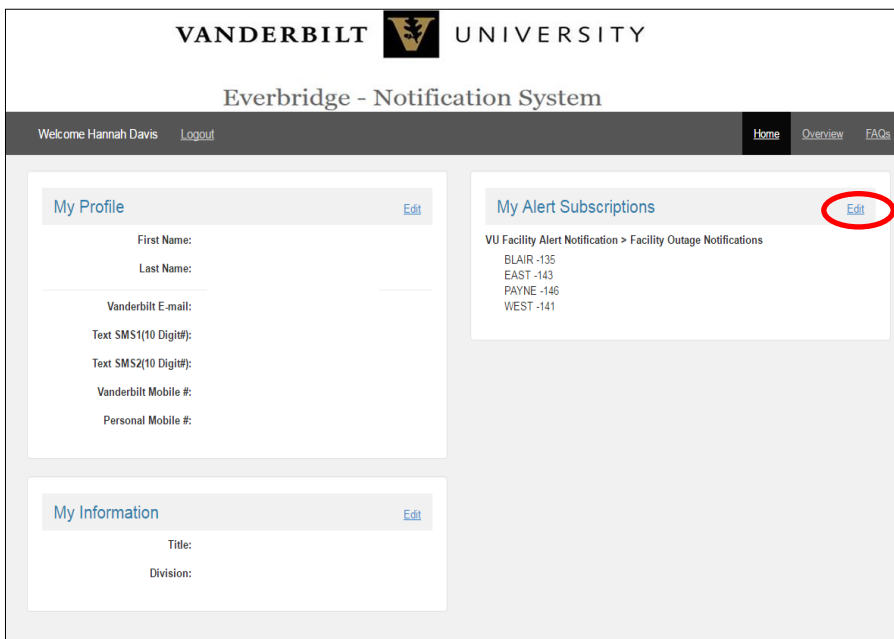 VANDERBILT UNIVERSITY
Everbridge - Notification System
Welcome Hannah Davis Logout Home Overview FAQs
My Profile Edit
First Name:
Last Name:
Vanderbilt E-mail:
Text SMS1(10 Digit#):
Text SMS2(10 Digit#):
Vanderbilt Mobile #:
Personal Mobile #:
My Alert Subscriptions Edit
VU Facility Alert Notification > Facility Outage Notifications
BLAIR -135
EAST -143
PAYNE -146
WEST -141
My Information Edit
Title:
Division: